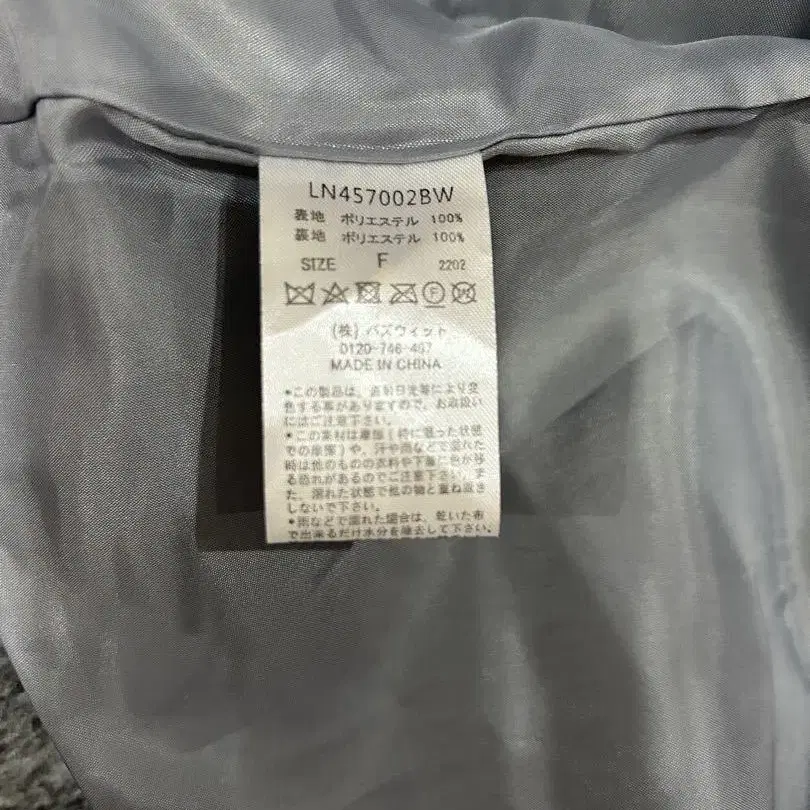 LN457002BW
表地 ポリエステル 100%
裏地 ポリエステル 100%
SIZE F 2202
(株) バズウィット
0120-746-497
MADE IN CHINA
•この製品は、直射日光等により変
色する事がありますので、お取扱い
にはご注意下さい。
•この素材は摩擦(特に湿った状態
での摩擦)や、汗や雨などで濡れた
時は他のもの衣料や下着に色が移
る恐れがあるのでご注意下さい。ま
た、濡れた状態で他の物と重ね置き
しないで下さい。
•雨などで濡れた場合は、乾いた布
で出来るだけ水分を除去して下さい。